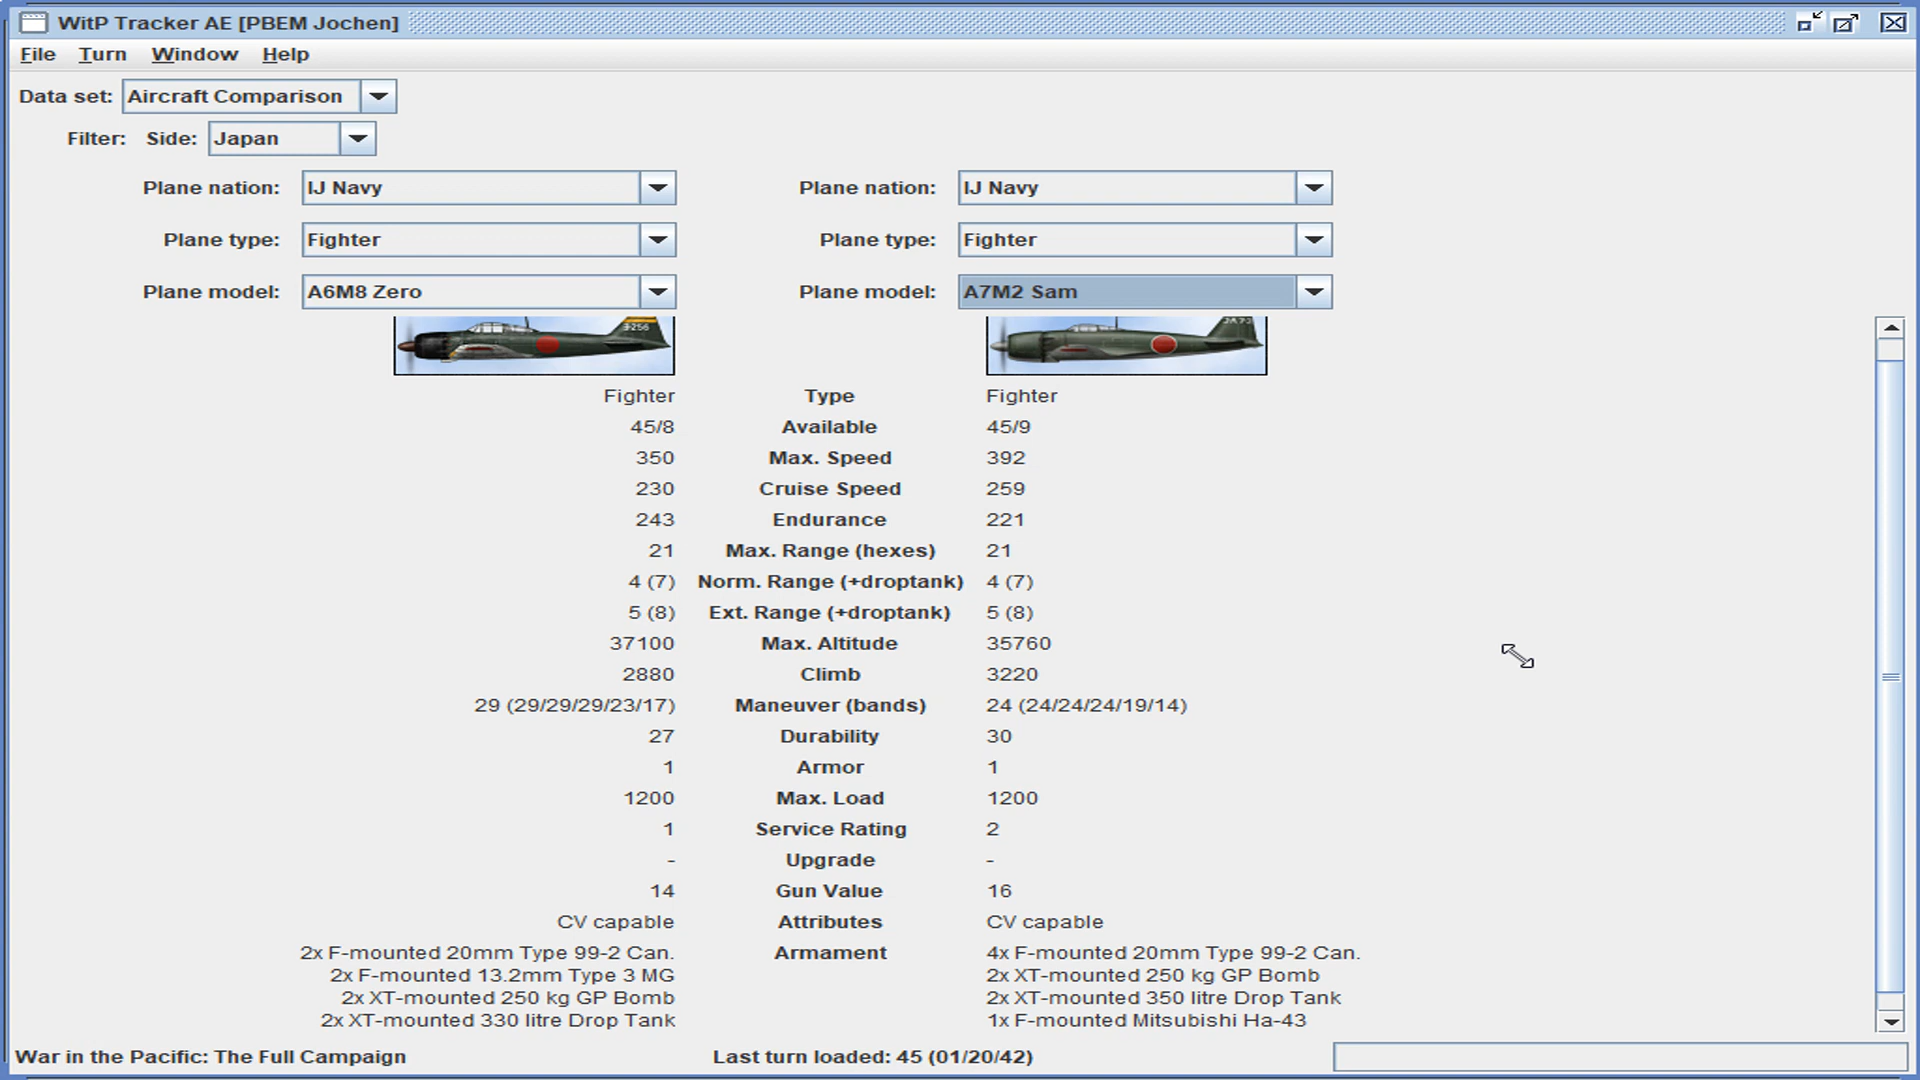 WitP Tracker AE [PBEM Jochen]
File Turn Window Help
Data set: Aircraft Comparison
Filter: Side: Japan
Plane nation: IJ Navy Plane nation: IJ Navy
Plane type: Fighter Plane type: Fighter
Plane model: A6M8 Zero Plane model: A7M2 Sam
3-256
Fighter Type Fighter
45/8 Available 45/9
350 Max. Speed 392
230 Cruise Speed 259
243 Endurance 221
21 Max. Range (hexes) 21
4 (7) Norm. Range (+droptank) 4 (7)
5 (8) Ext. Range (+droptank) 5 (8)
37100 Max. Altitude 35760
2880 Climb 3220
29 (29/29/29/23/17) Maneuver (bands) 24 (24/24/24/19/14)
27 Durability 30
1 Armor 1
1200 Max. Load 1200
1 Service Rating 2
- Upgrade -
14 Gun Value 16
CV capable Attributes CV capable
2x F-mounted 20mm Type 99-2 Can. Armament 4x F-mounted 20mm Type 99-2 Can.
2x F-mounted 13.2mm Type 3 MG 2x XT-mounted 250 kg GP Bomb
2x XT-mounted 250 kg GP Bomb 2x XT-mounted 350 litre Drop Tank
2x XT-mounted 330 litre Drop Tank 1x F-mounted Mitsubishi Ha-43
War in the Pacific: The Full Campaign Last turn loaded: 45 (01/20/42)